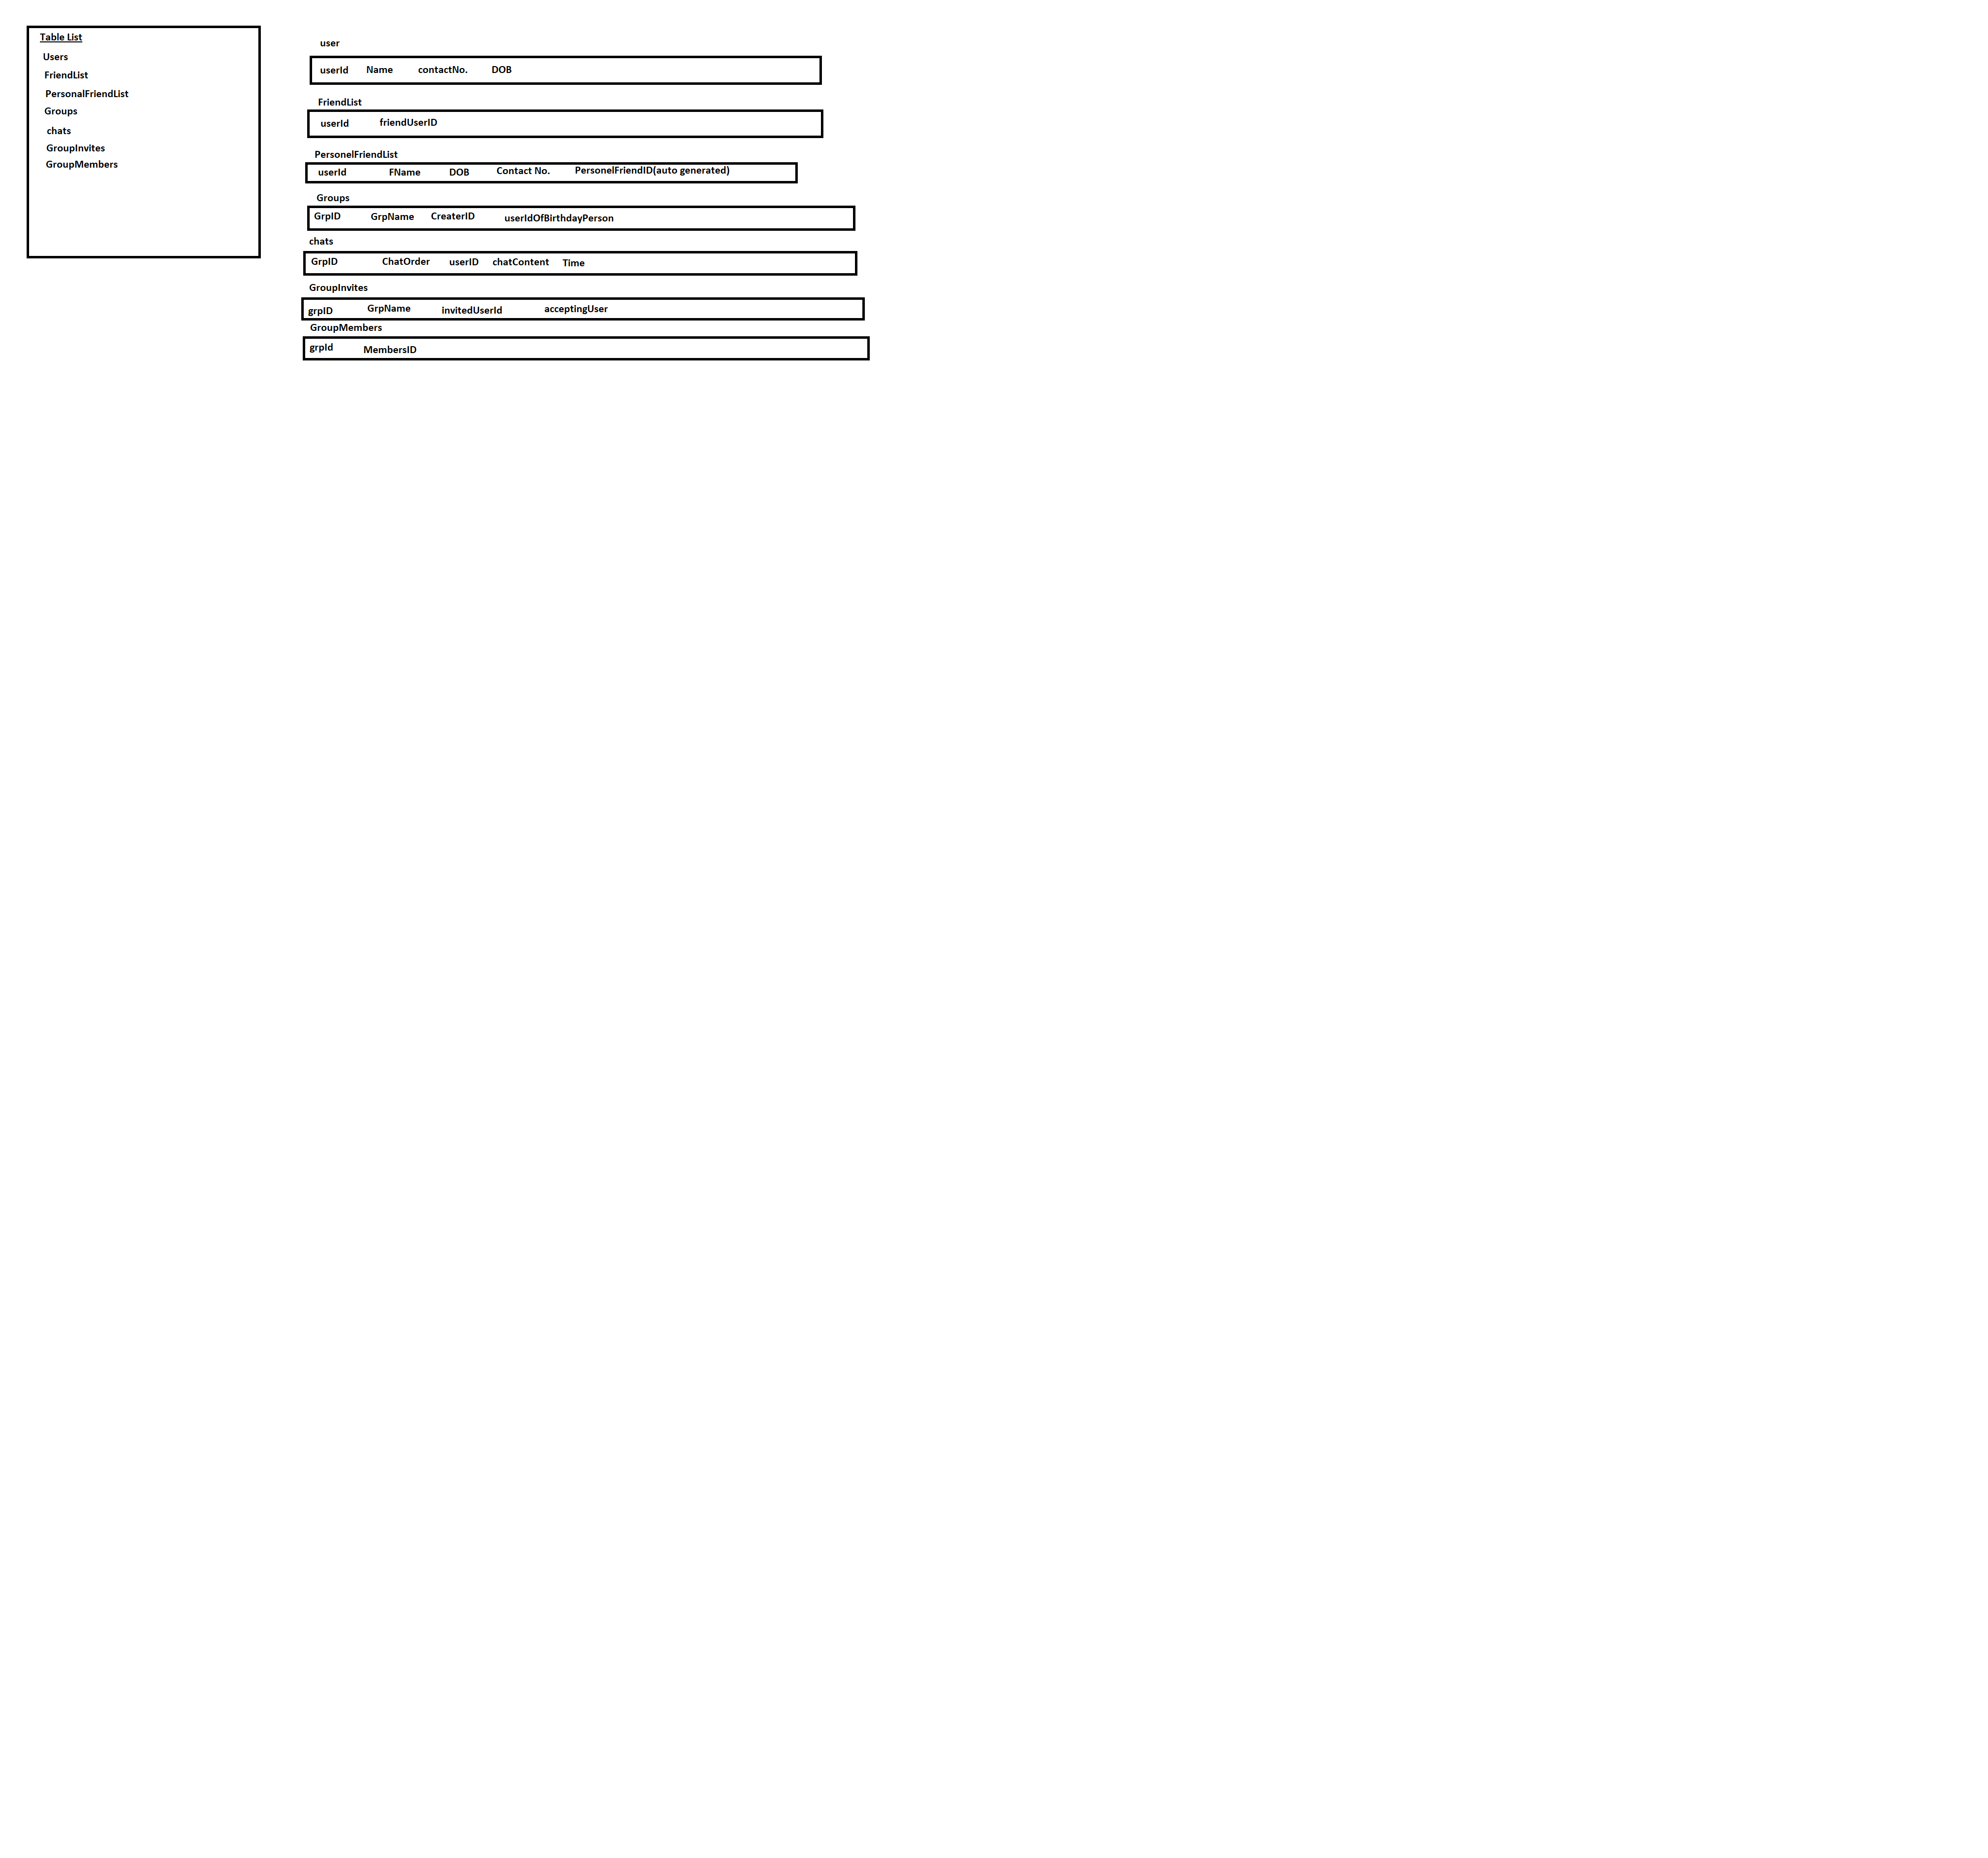 Table List
Users
FriendList
PersonalFriendList
Groups
chats
GroupInvites
GroupMembers
user
userId Name contactNo. DOB
FriendList
userId friendUserID
PersonelFriendList
userId FName DOB Contact No. PersonelFriendID(auto generated)
Groups
GrpID GrpName CreaterID userIdOfBirthdayPerson
chats
GrpID ChatOrder userID chatContent Time
GroupInvites
grpID GrpName invitedUserId acceptingUser
GroupMembers
grpId MembersID